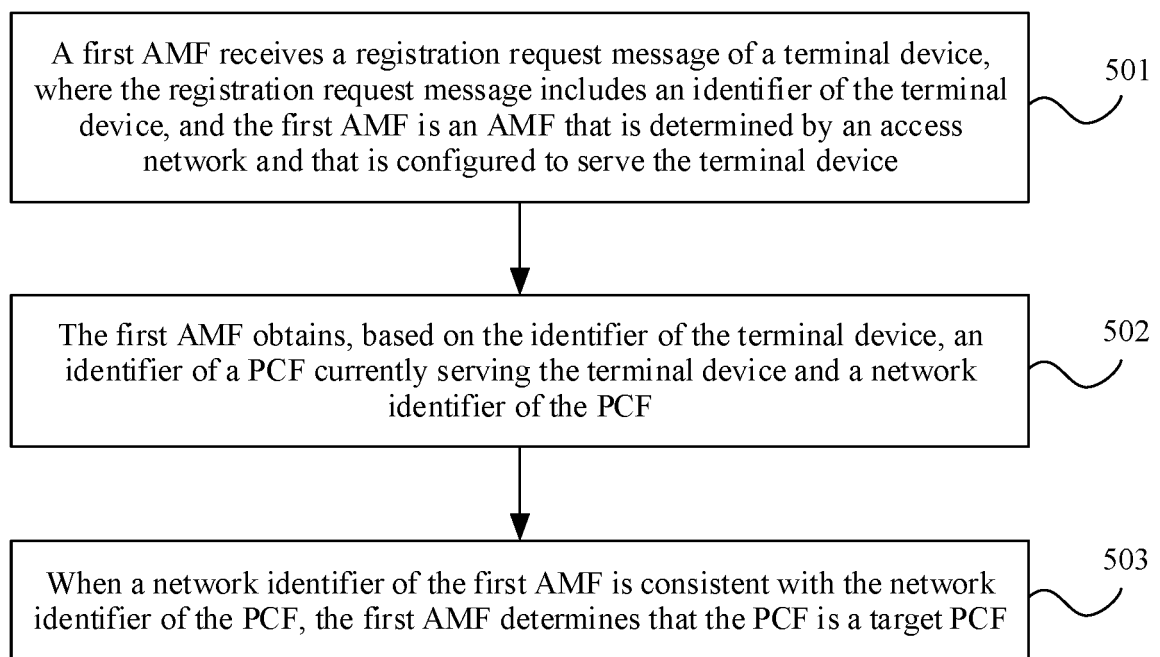 A first AMF receives a registration request message of a terminal device,
where the registration request message includes an identifier of the terminal
device, and the first AMF is an AMF that is determined by an access
network and that is configured to serve the terminal device
501
The first AMF obtains, based on the identifier of the terminal device, an
identifier of a PCF currently serving the terminal device and a network
identifier of the PCF
502
When a network identifier of the first AMF is consistent with the network
identifier of the PCF, the first AMF determines that the PCF is a target PCF
503